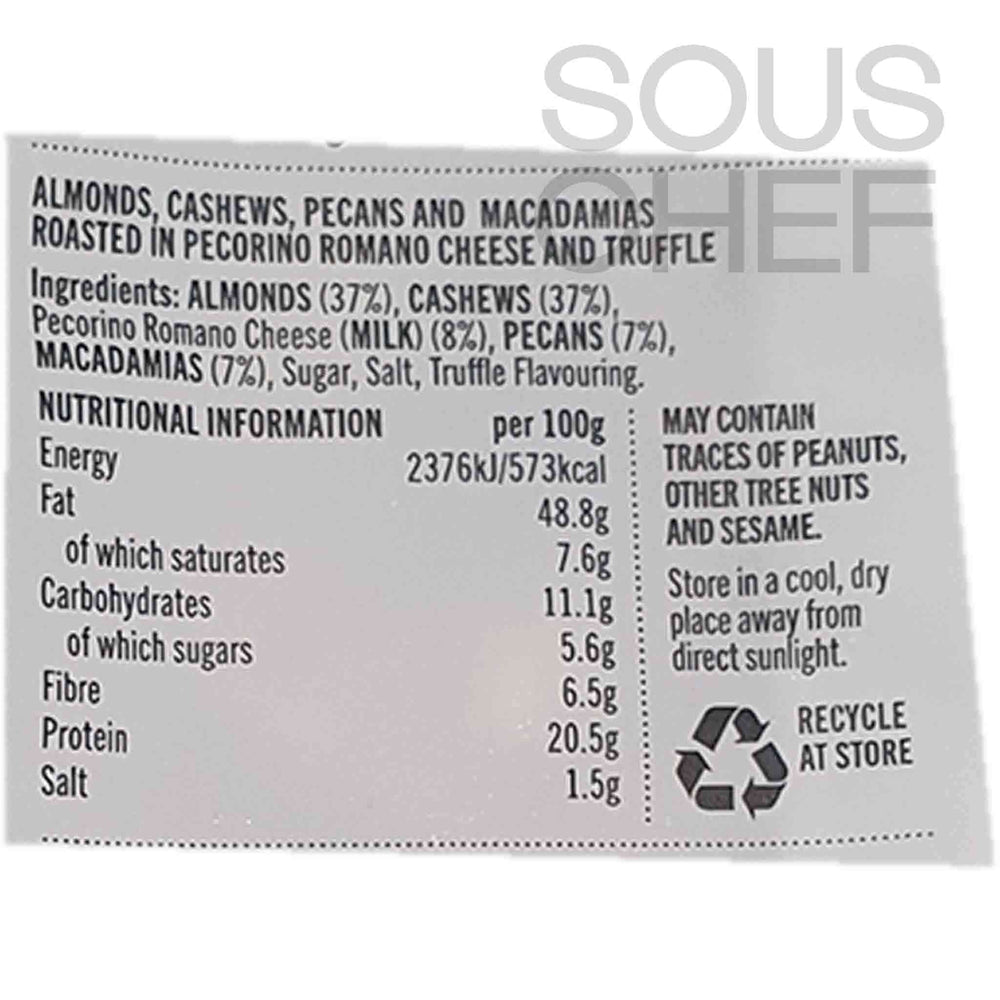 SOUS
CHEF
ALMONDS, CASHEWS, PECANS AND MACADAMIAS
ROASTED IN PECORINO ROMANO CHEESE AND TRUFFLE
Ingredients: ALMONDS (37%), CASHEWS (37%),
Pecorino Romano Cheese (MILK) (8%), PECANS (7%),
MACADAMIAS (7%), Sugar, Salt, Truffle Flavouring.
NUTRITIONAL INFORMATION per 100g
Energy 2376kJ/573kcal
Fat 48.8g
of which saturates 7.6g
Carbohydrates 11.1g
of which sugars 5.6g
Fibre 6.5g
Protein 20.5g
Salt 1.5g
MAY CONTAIN
TRACES OF PEANUTS,
OTHER TREE NUTS
AND SESAME.
Store in a cool, dry
place away from
direct sunlight.
RECYCLE
AT STORE